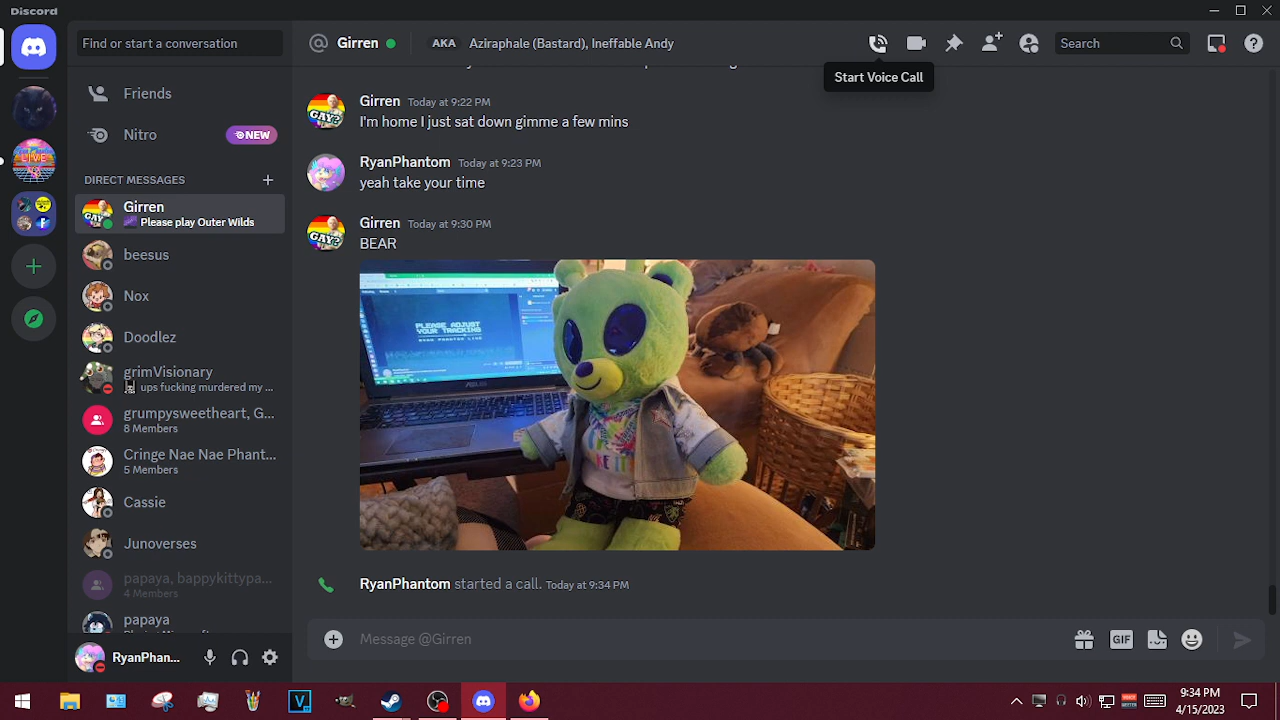 Discord
Find or start a conversation
Friends
Nitro
NEW
DIRECT MESSAGES
Girren
Please play Outer Wilds
beesus
Nox
Doodlez
grimVisionary
ups fucking murdered my ...
grumpysweetheart, G...
8 Members
Cringe Nae Nae Phant...
5 Members
Cassie
Junoverses
papaya, bappykittypa...
4 Members
papaya
RyanPhan...
Girren
AKA Aziraphale (Bastard), Ineffable Andy
Search
Start Voice Call
Girren Today at 9:22 PM
I'm home I just sat down gimme a few mins
RyanPhantom Today at 9:23 PM
yeah take your time
Girren Today at 9:30 PM
BEAR
PLEASE ADJUST
YOUR TRACKING
RYAN PHANTOM LIVE
ASUS
RyanPhantom started a call. Today at 9:34 PM
Message @Girren
GIF
9:34 PM
4/15/2023